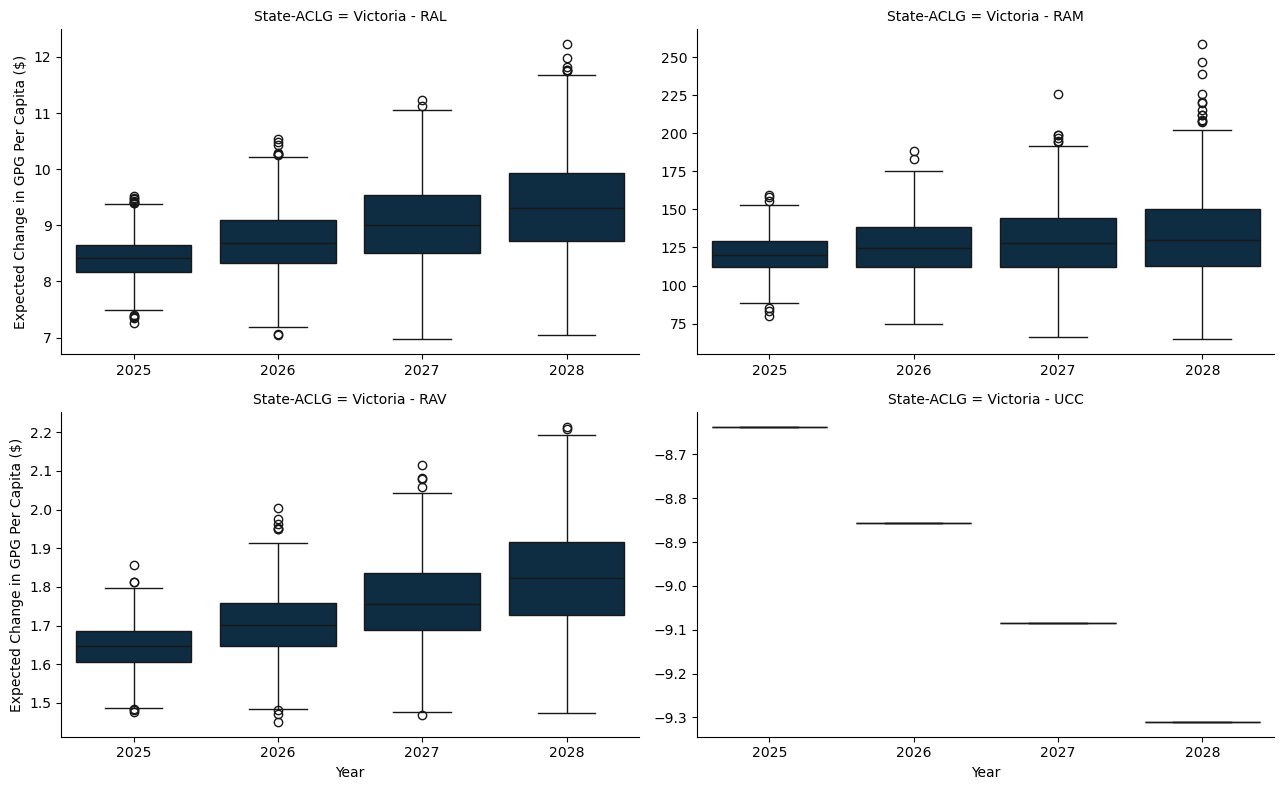 State-ACLG = Victoria - RAL
Expected Change in GPG Per Capita ($)
12
11
10
9
8
7
2025 2026 2027 2028
State-ACLG = Victoria - RAM
250
225
200
175
150
125
100
75
2025 2026 2027 2028
State-ACLG = Victoria - RAV
Expected Change in GPG Per Capita ($)
2.2
2.1
2.0
1.9
1.8
1.7
1.6
1.5
2025 2026 2027 2028
Year
State-ACLG = Victoria - UCC
−8.7
−8.8
−8.9
−9.0
−9.1
−9.2
−9.3
2025 2026 2027 2028
Year